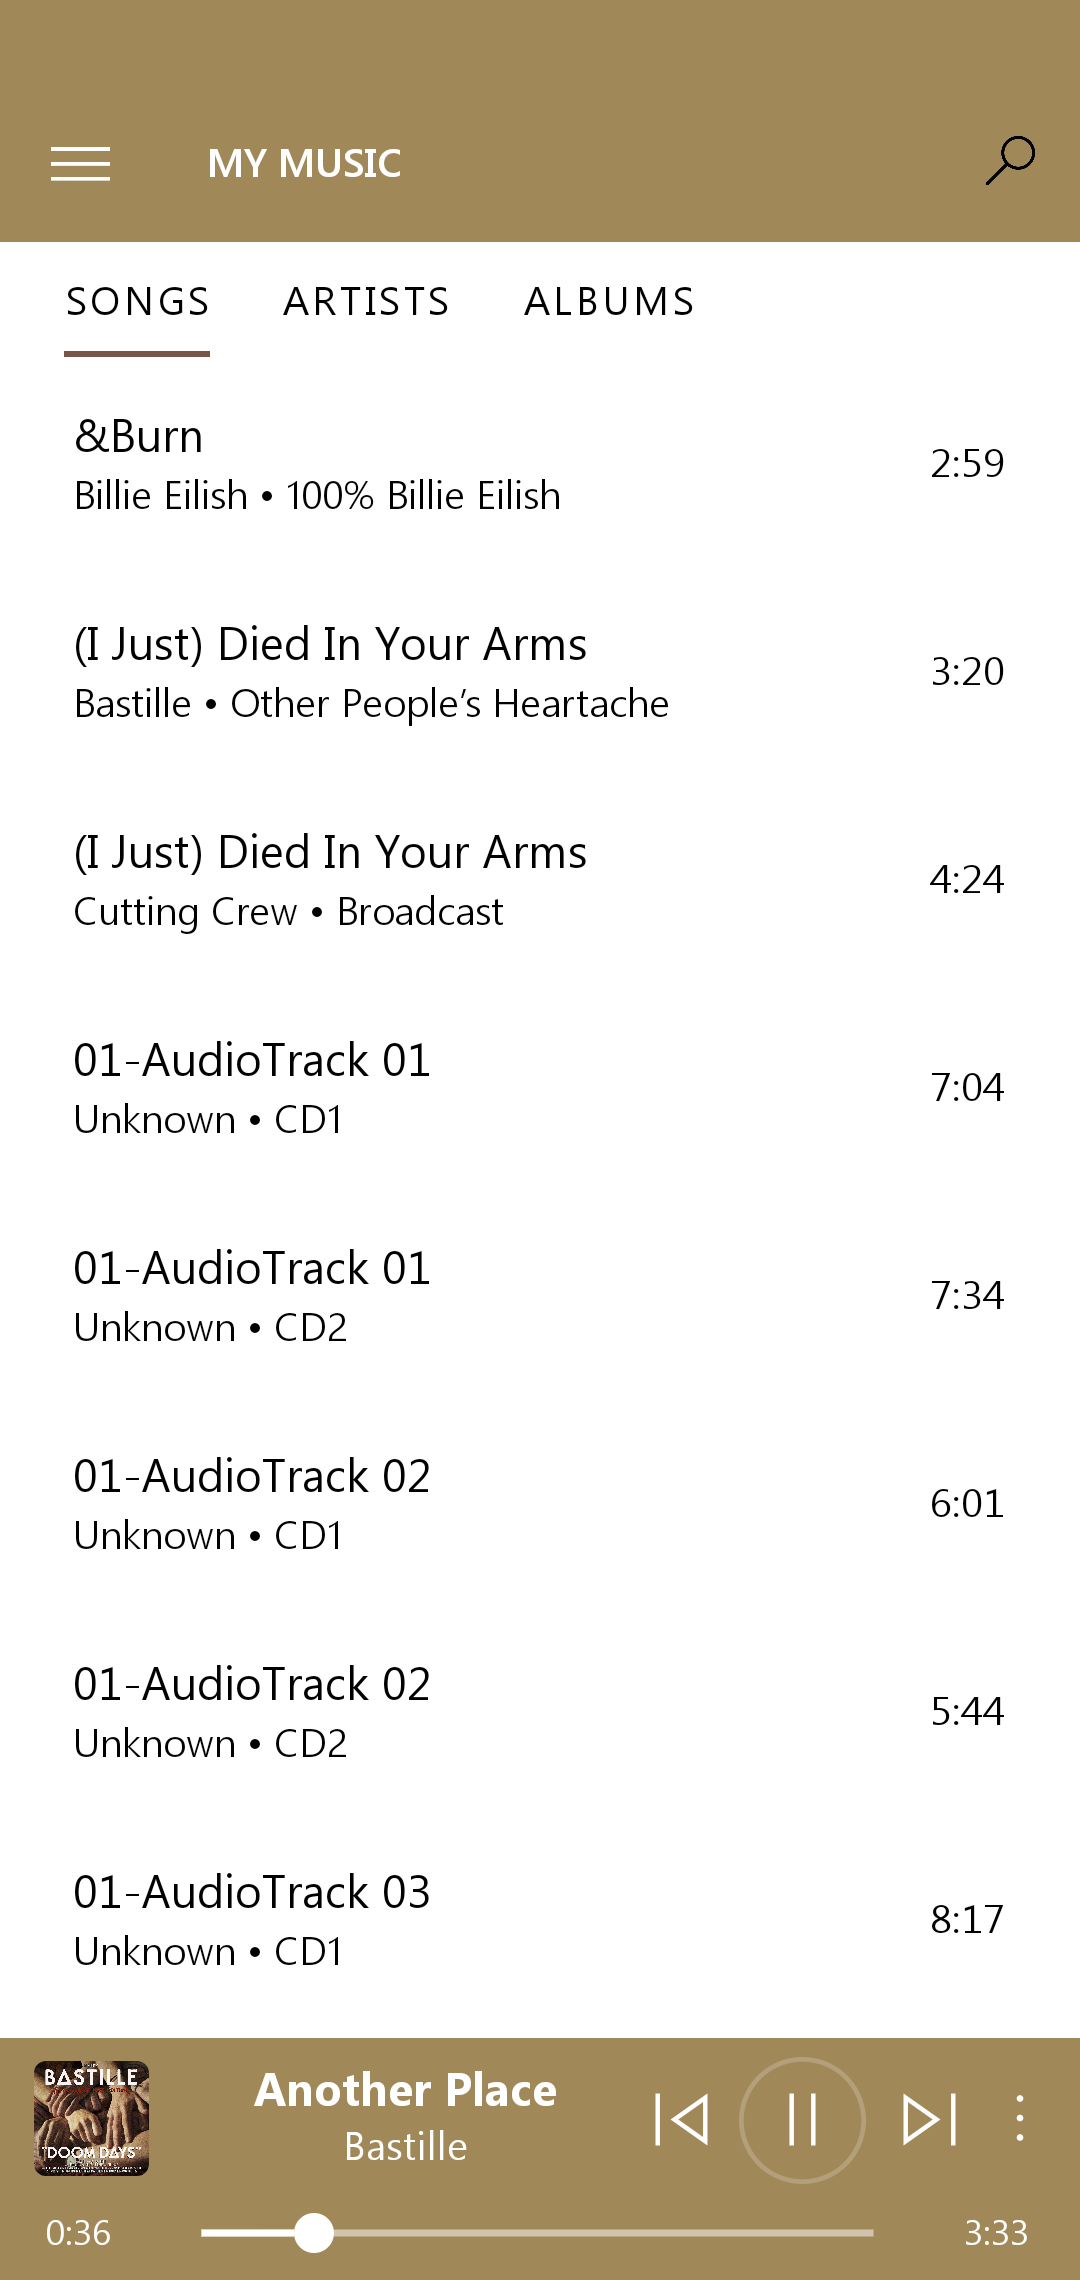 MY MUSIC
SONGS ARTISTS ALBUMS
&Burn
2:59
Billie Eilish • 100% Billie Eilish
(I Just) Died In Your Arms
3:20
Bastille • Other People’s Heartache
(I Just) Died In Your Arms
4:24
Cutting Crew • Broadcast
01-AudioTrack 01
7:04
Unknown • CD1
01-AudioTrack 01
7:34
Unknown • CD2
01-AudioTrack 02
6:01
Unknown • CD1
01-AudioTrack 02
5:44
Unknown • CD2
01-AudioTrack 03
8:17
Unknown • CD1
BASTILLE
"DOOM DAYS"
Another Place
Bastille
0:36
3:33